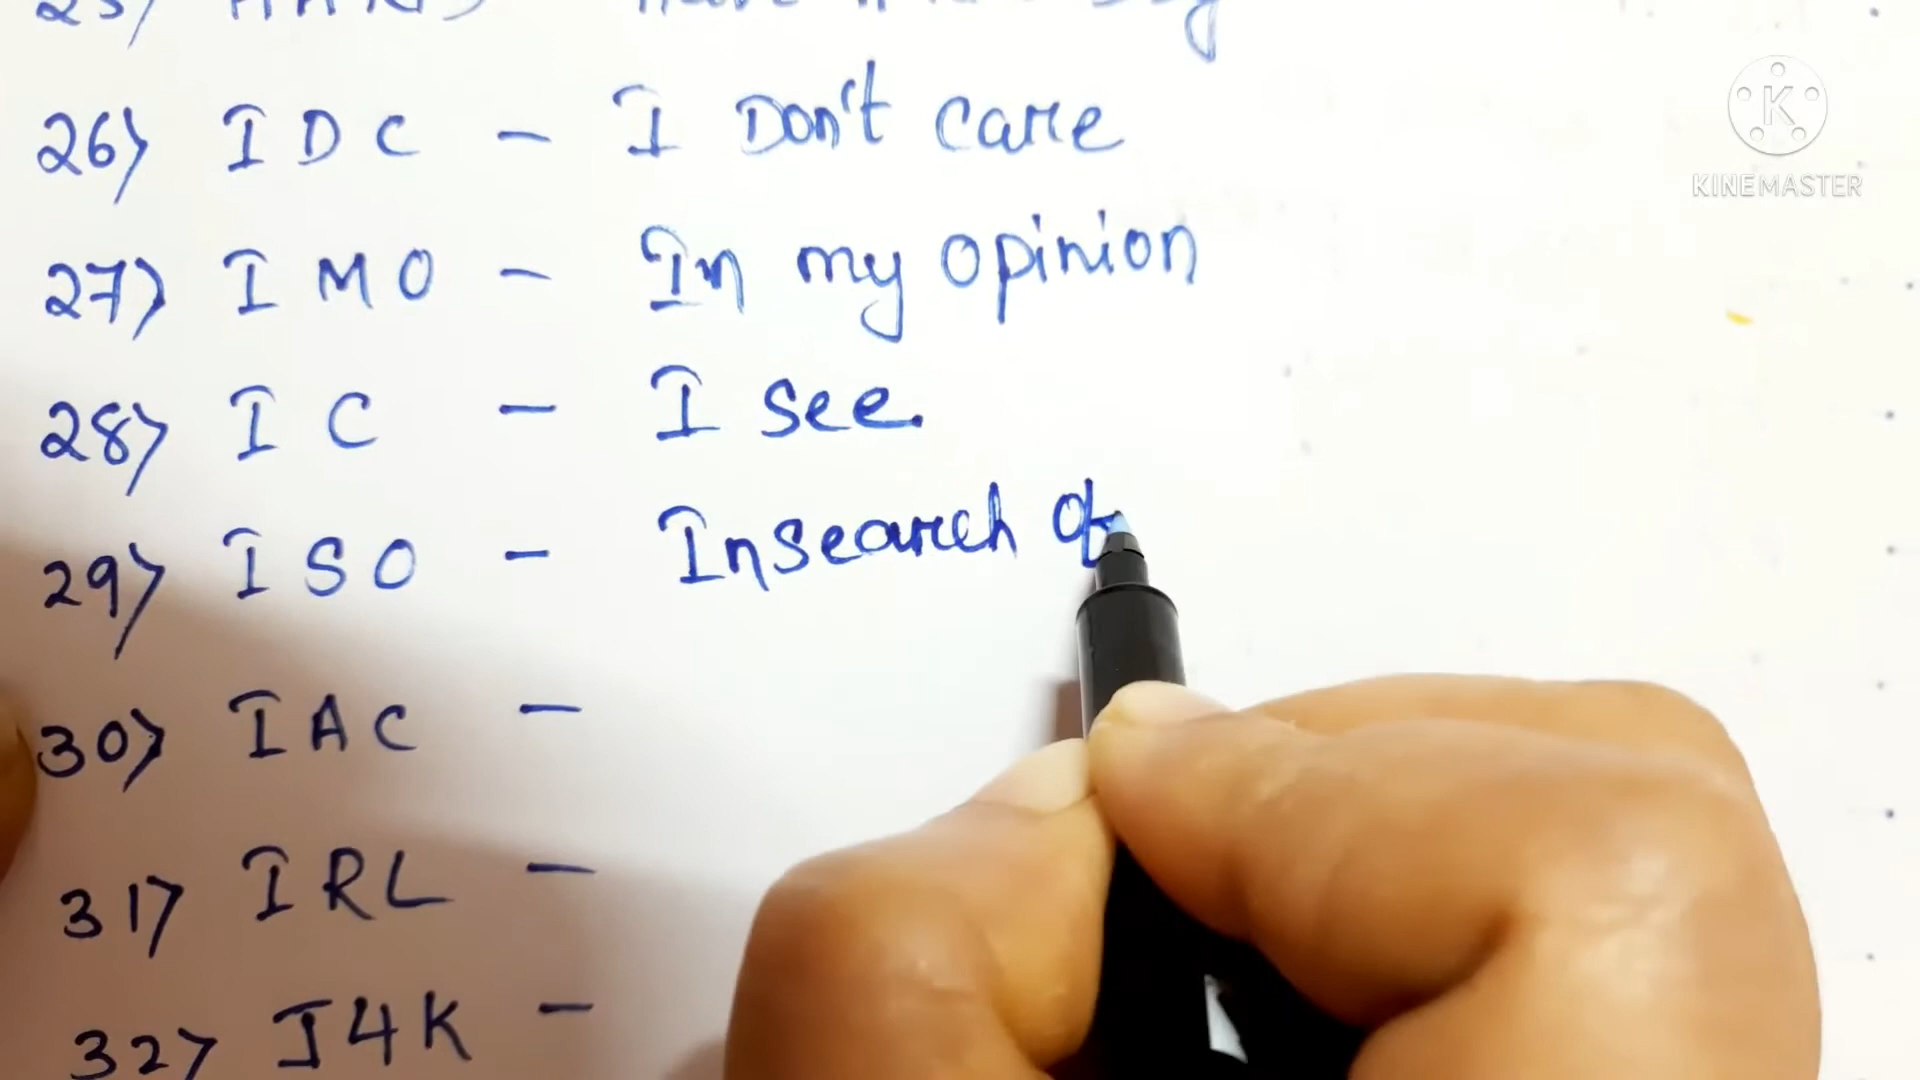 26) IDC - I Don't care
27) IMO - In my opinion
28) IC - I see.
29) ISO - Insearch of
30) IAC -
31) IRL -
32) I4K -
K
KINEMASTER